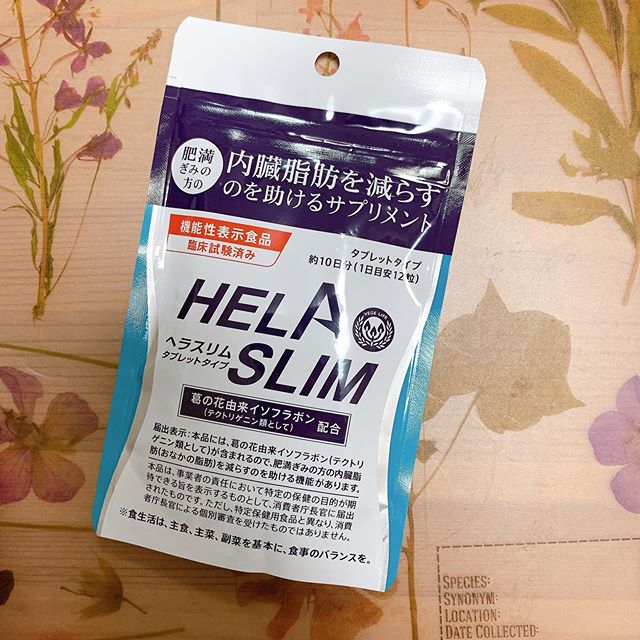 肥満
ぎみの
方の
内臓脂肪を減らす
のを助けるサプリメント
機能性表示食品
臨床試験済み
タブレットタイプ
約10日分(1日目安12粒)
HELA
SLIM
VEGE LIFE
ヘラスリム
タブレットタイプ
葛の花由来イソフラボン
(テクトリゲニン類として)
配合
届出表示:本品には、葛の花由来イソフラボン(テクトリ
ゲニン類として)が含まれるので、肥満ぎみの方の内臓脂
肪(おなかの脂肪)を減らすのを助ける機能があります。
本品は、事業者の責任において特定の保健の目的が期
待できる旨を表示するものとして、消費者庁長官に届出
されたものです。ただし、特定保健用食品と異なり、消費
者庁長官による個別審査を受けたものではありません。
※食生活は、主食、主菜、副菜を基本に、食事のバランスを。
SPECIES:
SYNONYM:
LOCATION:
DATE COLLECTED: